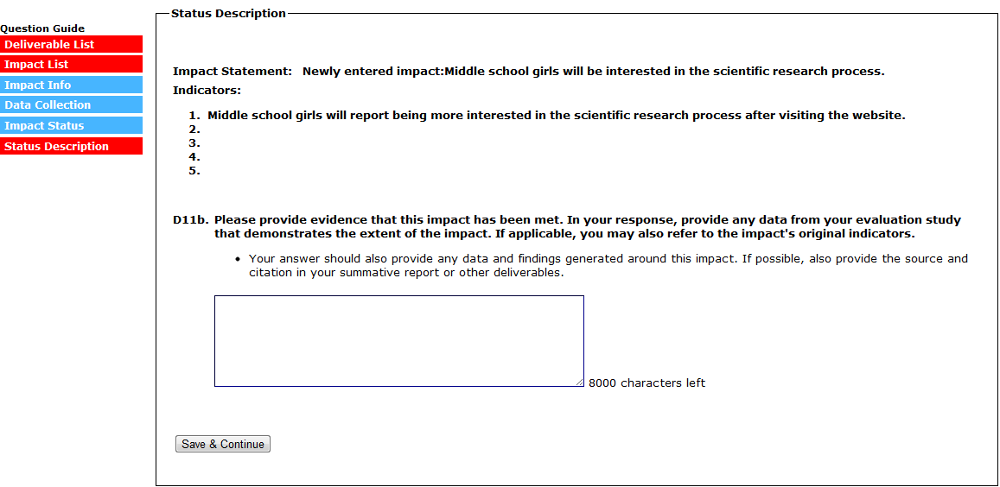 Status Description
Question Guide
Deliverable List
Impact List
Impact Info
Data Collection
Impact Status
Status Description
Impact Statement: Newly entered impact:Middle school girls will be interested in the scientific research process.
Indicators:
1. Middle school girls will report being more interested in the scientific research process after visiting the website.
2.
3.
4.
5.
D11b. Please provide evidence that this impact has been met. In your response, provide any data from your evaluation study
that demonstrates the extent of the impact. If applicable, you may also refer to the impact's original indicators.
• Your answer should also provide any data and findings generated around this impact. If possible, also provide the source and
citation in your summative report or other deliverables.
8000 characters left
Save & Continue